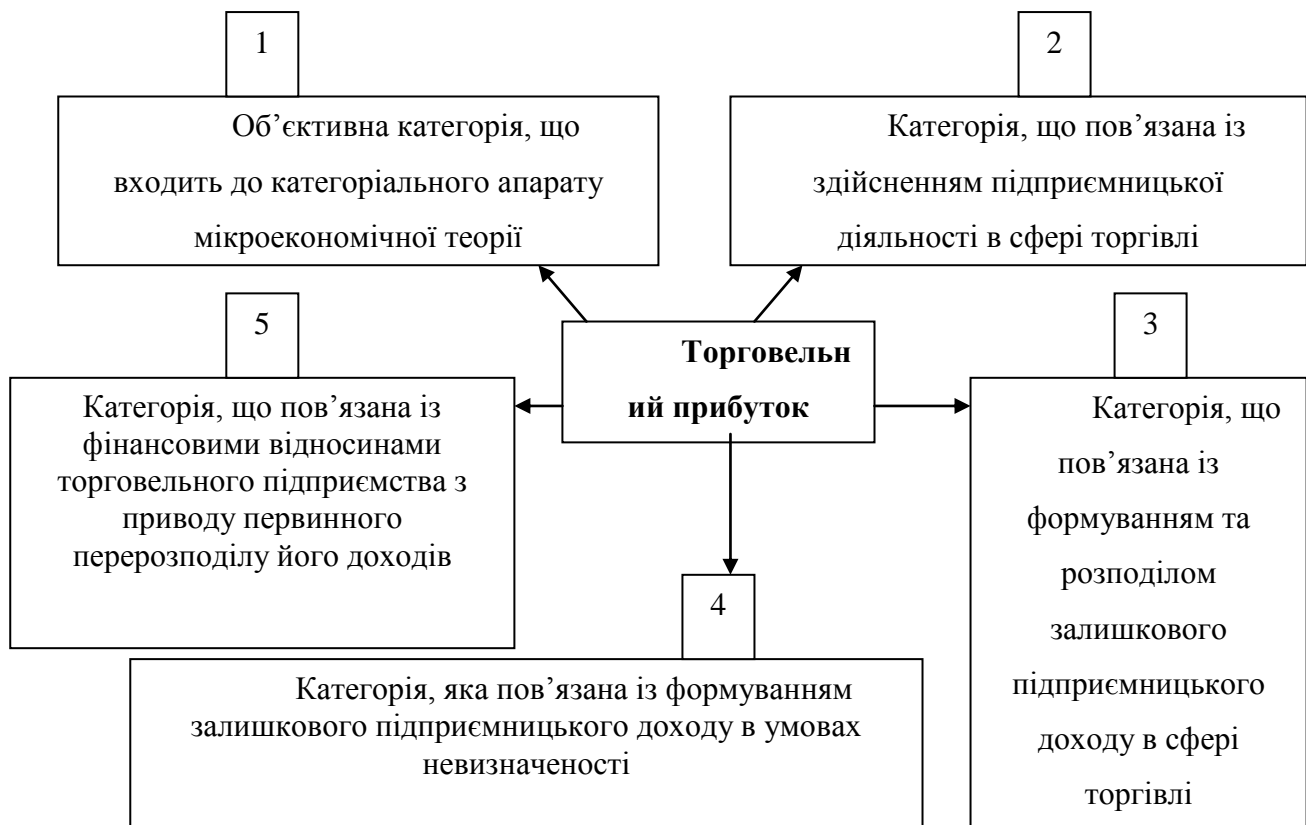 1
Об’єктивна категорія, що
входить до категоріального апарату
мікроекономічної теорії
2
Категорія, що пов’язана із
здійсненням підприємницької
діяльності в сфері торгівлі
5
Категорія, що пов’язана із
фінансовими відносинами
торговельного підприємства з
приводу первинного
перерозподілу його доходів
Торговельн
ий прибуток
3
Категорія, що
пов’язана із
формуванням та
розподілом
залишкового
підприємницького
доходу в сфері
торгівлі
4
Категорія, яка пов’язана із формуванням
залишкового підприємницького доходу в умовах
невизначеності